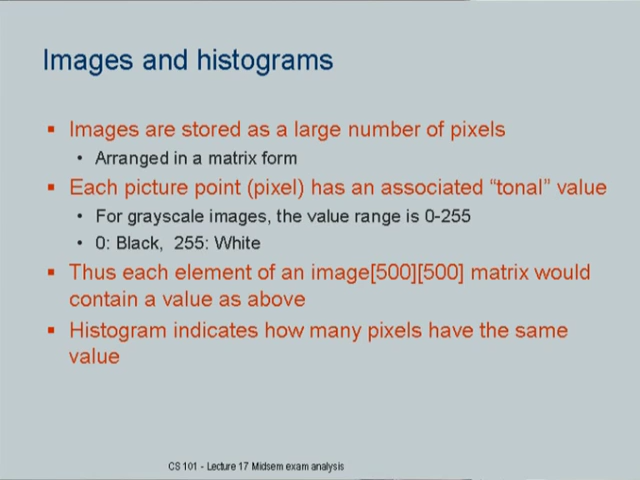 Images and histograms
▪ Images are stored as a large number of pixels
• Arranged in a matrix form
▪ Each picture point (pixel) has an associated “tonal” value
• For grayscale images, the value range is 0-255
• 0: Black, 255: White
▪ Thus each element of an image[500][500] matrix would
contain a value as above
▪ Histogram indicates how many pixels have the same
value
CS 101 - Lecture 17 Midsem exam analysis